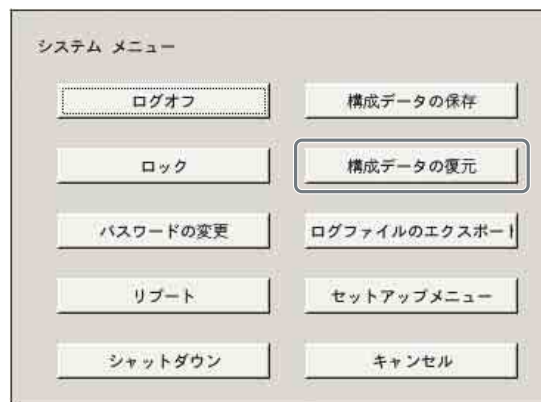 システム メニュー
ログオフ
構成データの保存
ロック
構成データの復元
パスワードの変更
ログファイルのエクスポート
リブート
セットアップメニュー
シャットダウン
キャンセル